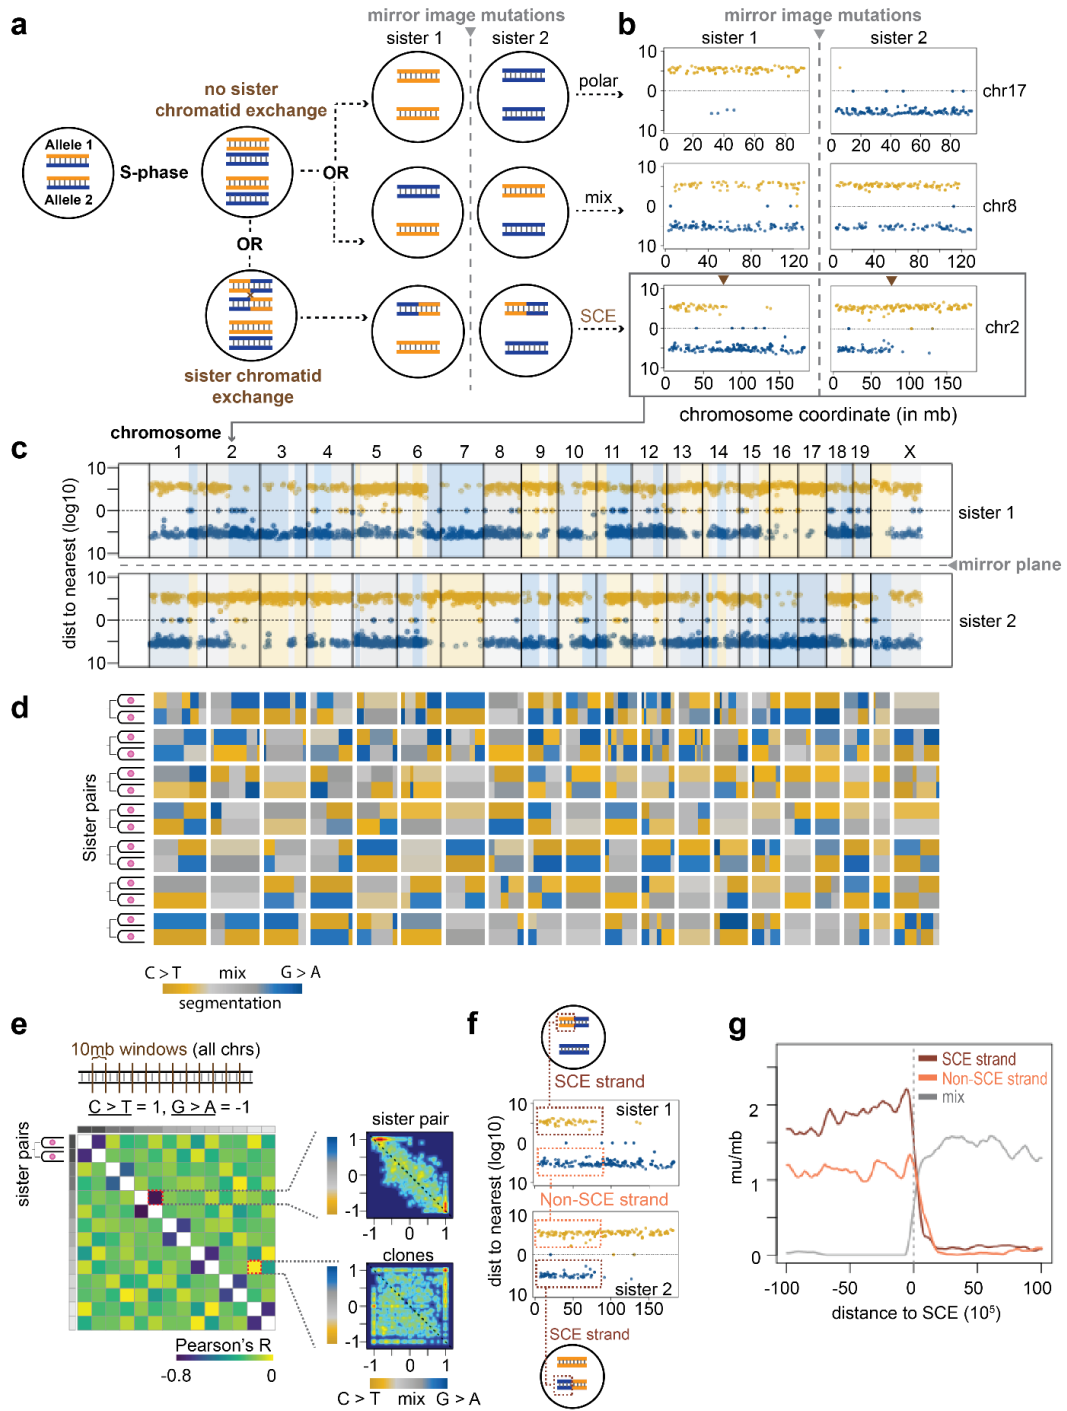 a
mirror image mutations
sister 1
sister 2
no sister
chromatid exchange
Allele 1
Allele 2
S-phase
OR
OR
polar
mix
SCE
sister chromatid
exchange
b
mirror image mutations
sister 1
sister 2
10
0
10
0 20 40 60 80
20 40 60 80
chr17
10
0
10
0 40 80 120
0 20 60 100
chr8
10
0
10
0 50 100 150
0 50 100 150
chr2
chromosome coordinate (in mb)
chromosome
c
1 2 3 4 5 6 7 8 9 10 11 12 13 14 15 16 17 18 19 X
dist to nearest (log10)
10
0
10
sister 1
mirror plane
10
0
10
sister 2
d
Sister pairs
C > T mix G > A
segmentation
e
10mb windows (all chrs)
C > T = 1, G > A = -1
sister pairs
Pearson's R
-0.8 0
sister pair
1
0
-1
-1 0 1
clones
1
0
-1
-1 0 1
C > T mix G > A
f
SCE strand
dist to nearest (log10)
10
0
10
sister 1
Non-SCE strand
10
0
10
sister 2
0 50 100 150
SCE strand
g
SCE strand
Non-SCE strand
mix
mu/mb
2
1.5
1
0.5
0
-100 -50 0 50 100
distance to SCE (10⁵)